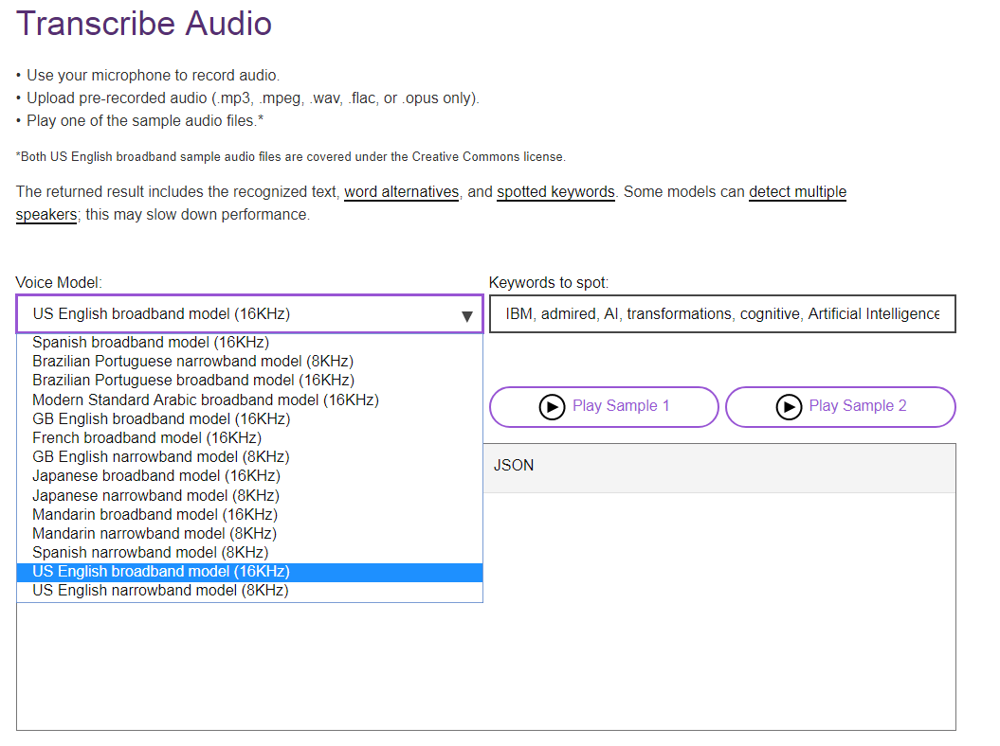 Transcribe Audio
• Use your microphone to record audio.
• Upload pre-recorded audio (.mp3, .mpeg, .wav, .flac, or .opus only).
• Play one of the sample audio files.*
*Both US English broadband sample audio files are covered under the Creative Commons license.
The returned result includes the recognized text, word alternatives, and spotted keywords. Some models can detect multiple
speakers; this may slow down performance.
Voice Model:
US English broadband model (16KHz)
Spanish broadband model (16KHz)
Brazilian Portuguese narrowband model (8KHz)
Brazilian Portuguese broadband model (16KHz)
Modern Standard Arabic broadband model (16KHz)
GB English broadband model (16KHz)
French broadband model (16KHz)
GB English narrowband model (8KHz)
Japanese broadband model (16KHz)
Japanese narrowband model (8KHz)
Mandarin broadband model (16KHz)
Mandarin narrowband model (8KHz)
Spanish narrowband model (8KHz)
US English broadband model (16KHz)
US English narrowband model (8KHz)
Keywords to spot:
IBM, admired, AI, transformations, cognitive, Artificial Intelligence
Play Sample 1
Play Sample 2
JSON